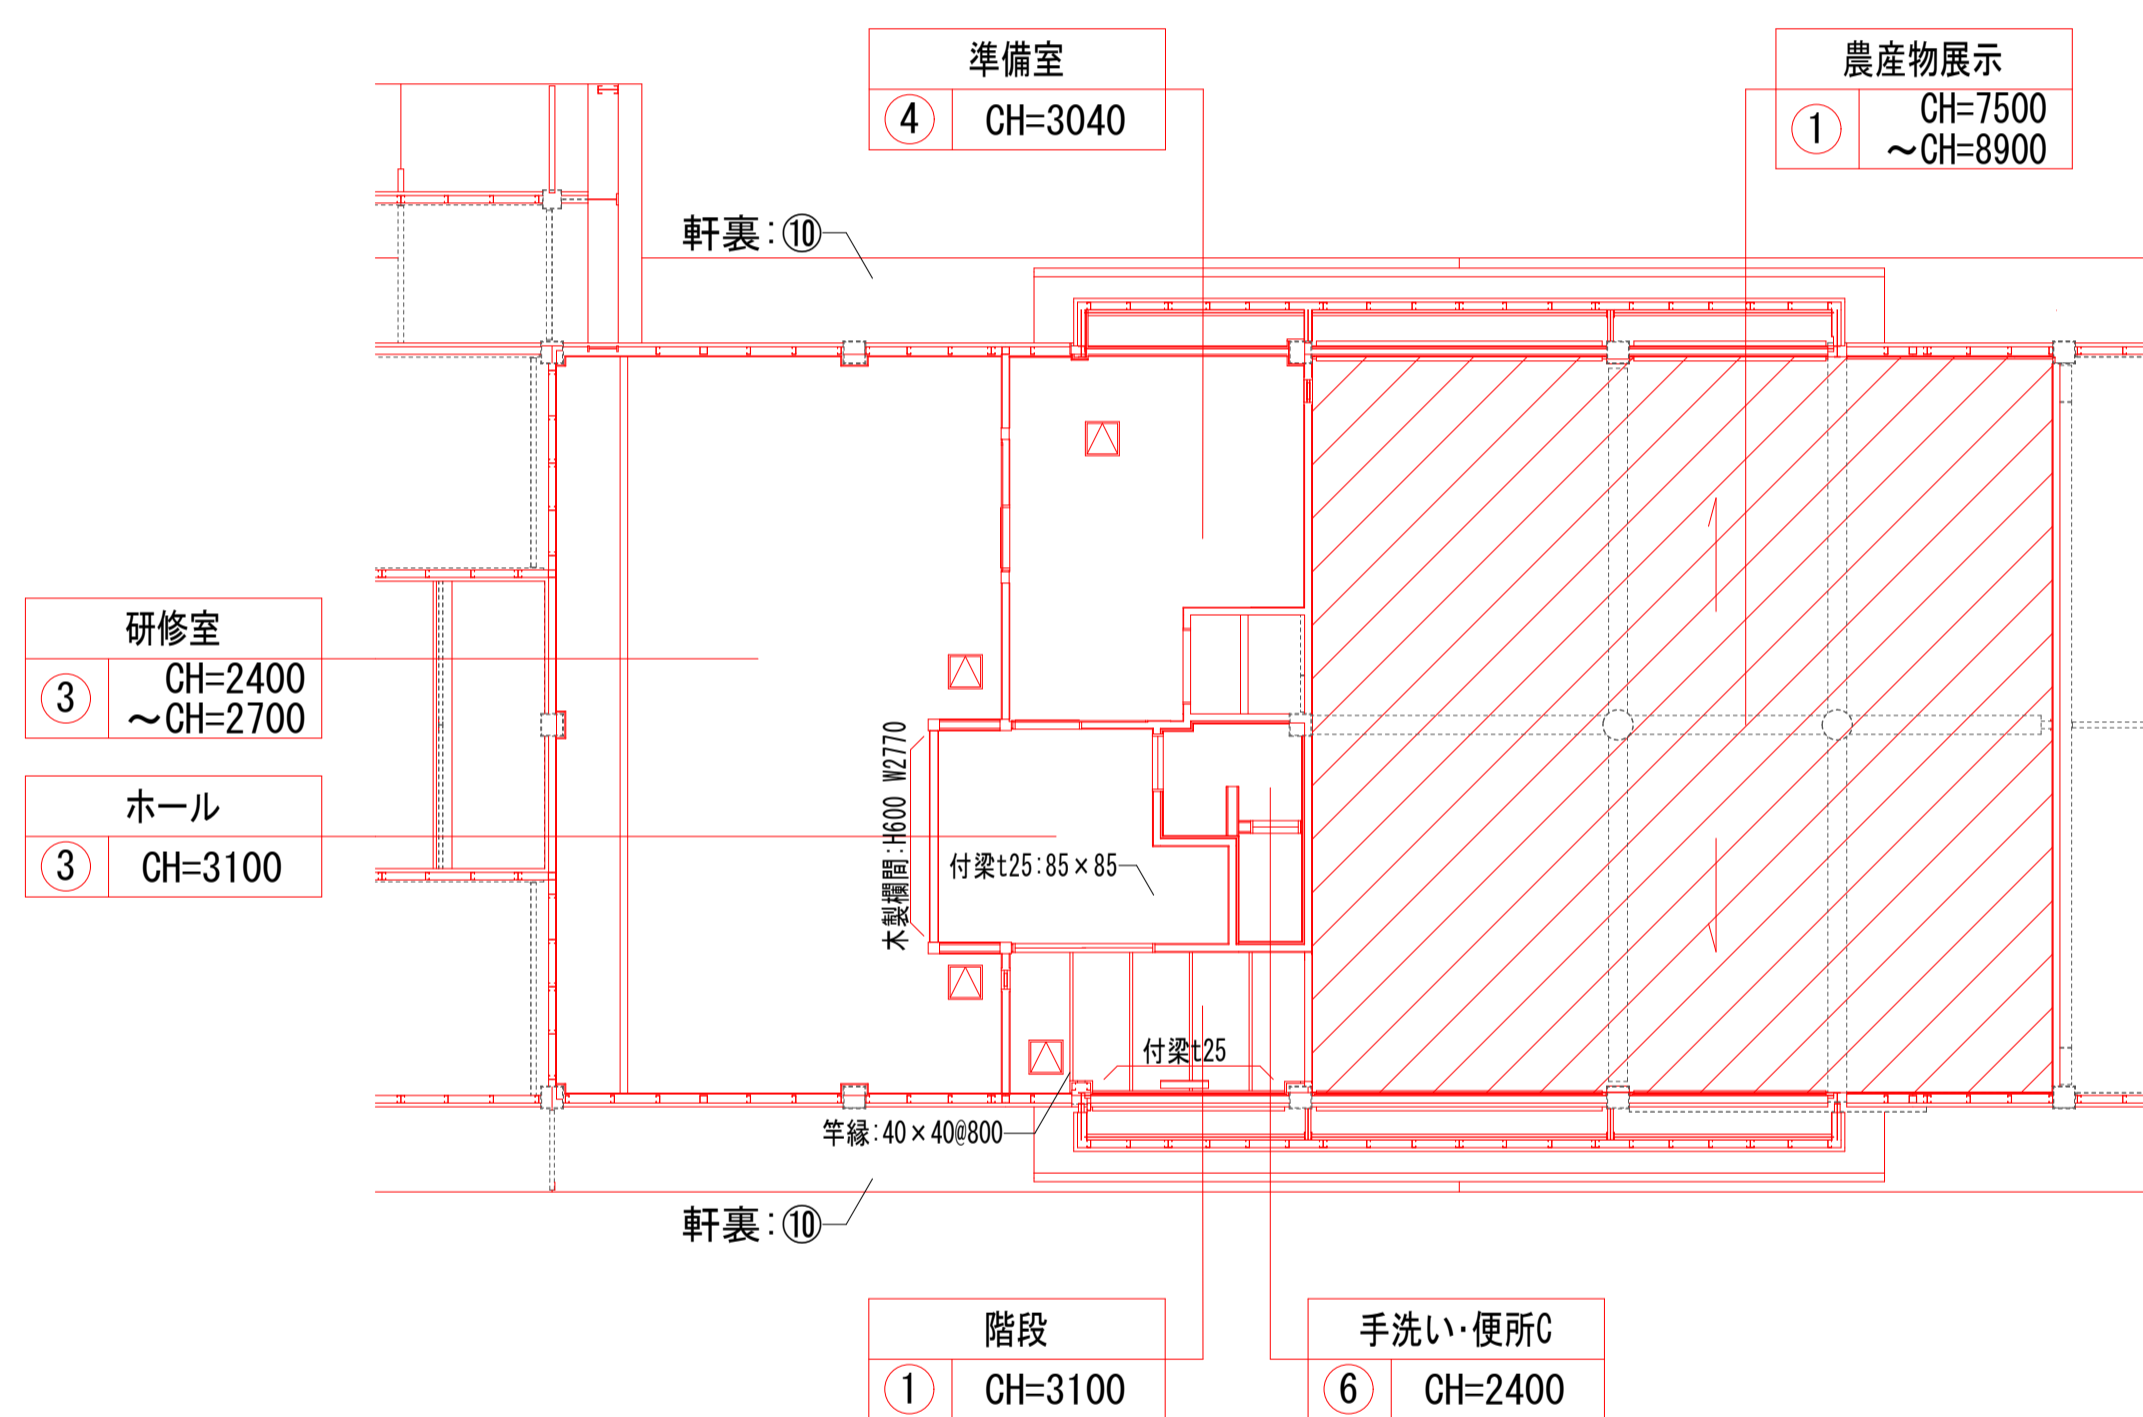 準備室
④ CH=3040
農産物展示
① CH=7500
～CH=8900
軒裏:⑩
研修室
③ CH=2400
～CH=2700
ホール
③ CH=3100
木製欄間:H600 W2770
付梁t25:85×85
付梁t25
竿縁:40×40@800
軒裏:⑩
階段
① CH=3100
手洗い・便所C
⑥ CH=2400